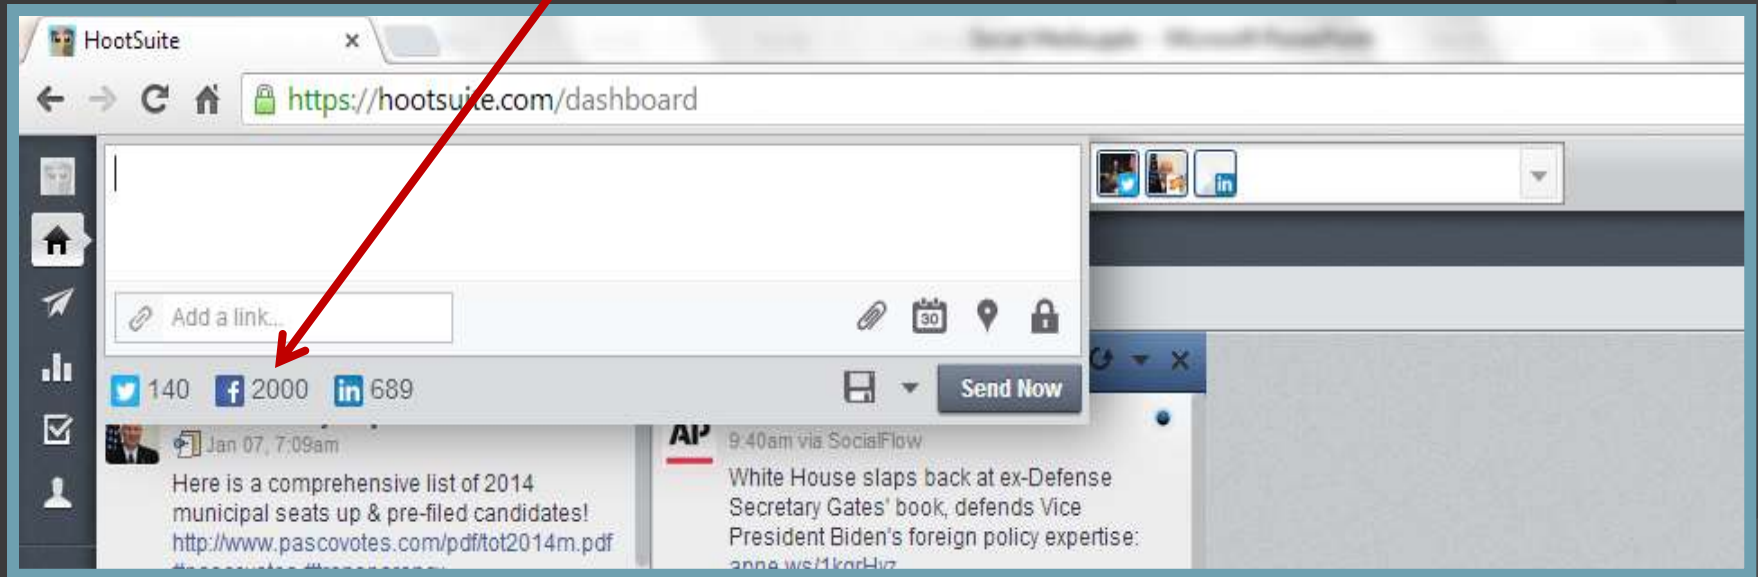 HootSuite
https://hootsuite.com/dashboard
Add a link...
30
140 2000 689
Send Now
Jan 07, 7:09am
Here is a comprehensive list of 2014
municipal seats up & pre-filed candidates!
http://www.pascovotes.com/pdf/tot2014m.pdf
AP
9:40am via SocialFlow
White House slaps back at ex-Defense
Secretary Gates' book, defends Vice
President Biden's foreign policy expertise: